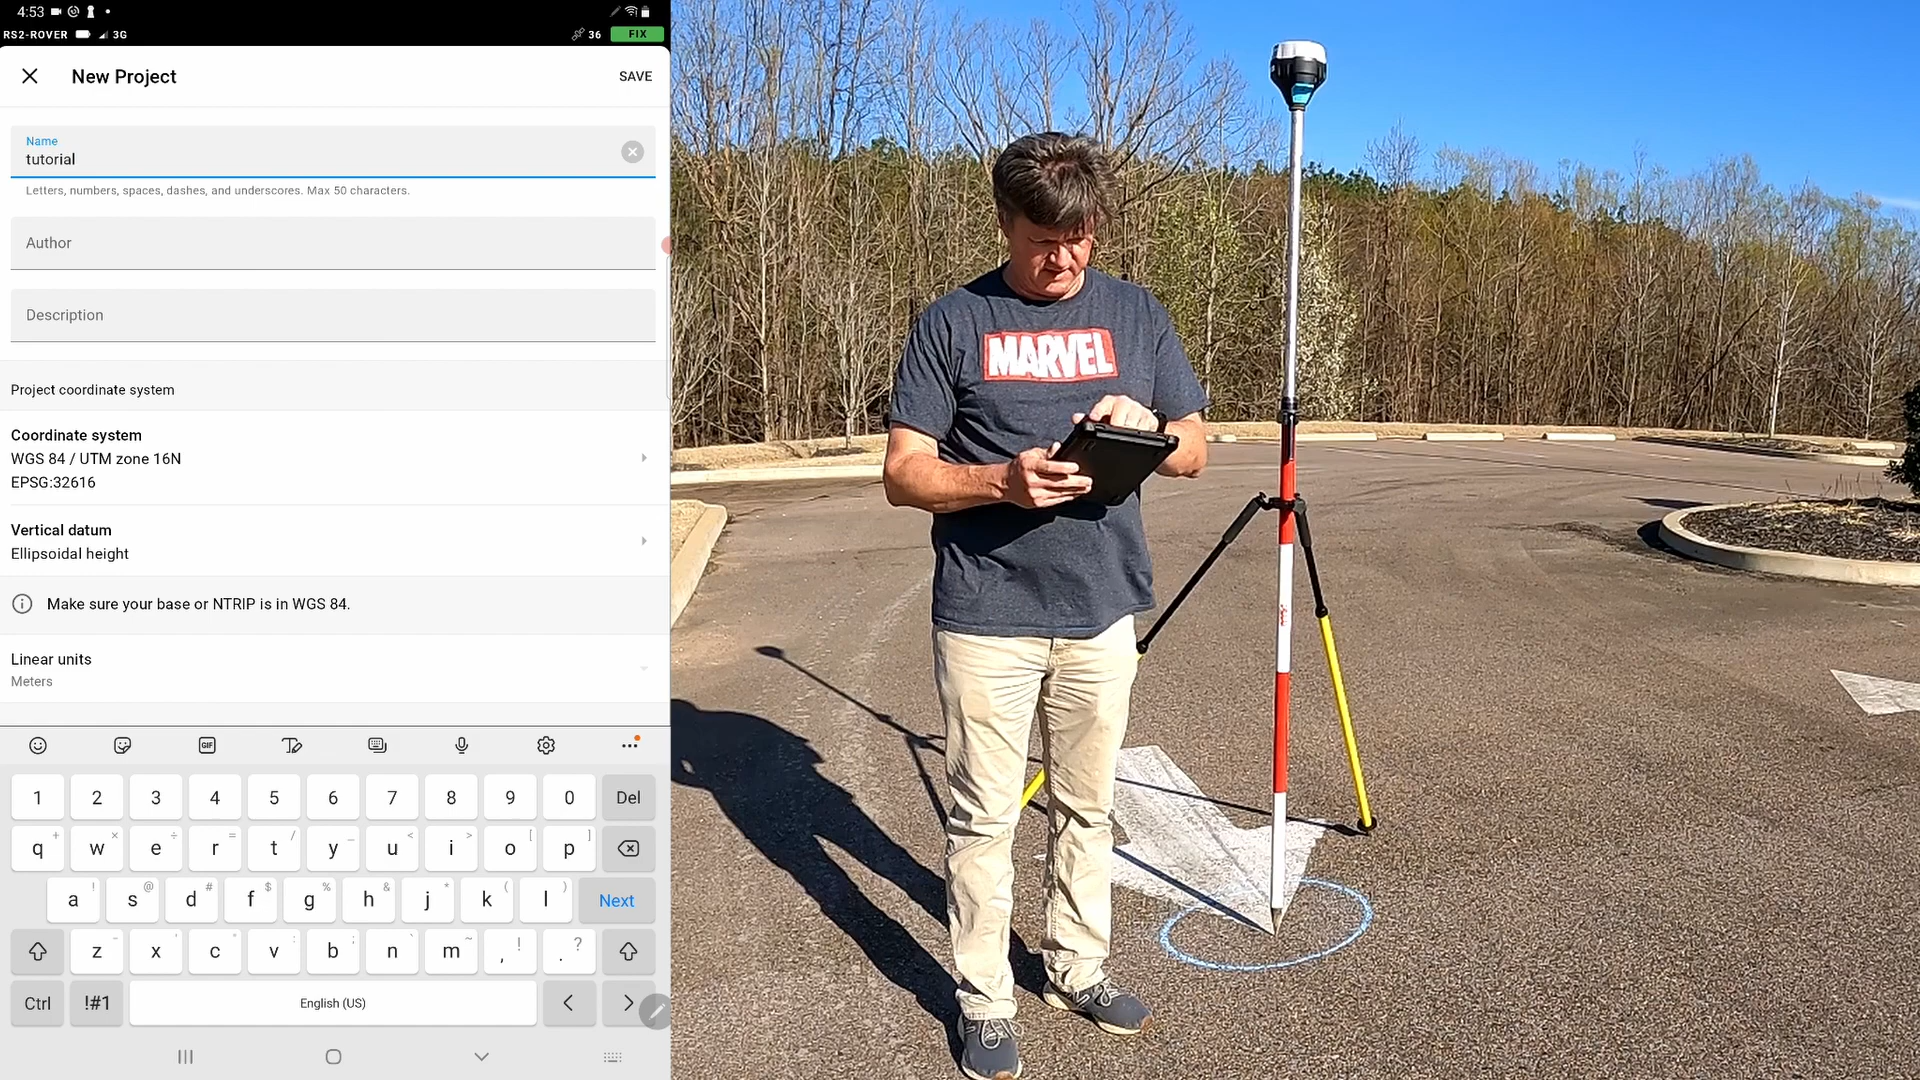 4:53
RS2-ROVER 3G 36 FIX
New Project SAVE
Name
tutorial
Letters, numbers, spaces, dashes, and underscores. Max 50 characters.
Author
Description
Project coordinate system
Coordinate system
WGS 84 / UTM zone 16N
EPSG:32616
Vertical datum
Ellipsoidal height
Make sure your base or NTRIP is in WGS 84.
Linear units
Meters
GIF
1 2 3 4 5 6 7 8 9 0 Del
+ × ÷ = / _ < > [ ]
q w e r t y u i o p
! @ # $ % & * ( )
a s d f g h j k l Next
- ' " : ; ` ~ ! ?
z x c v b n m , .
Ctrl !#1 English (US) < >
MARVEL